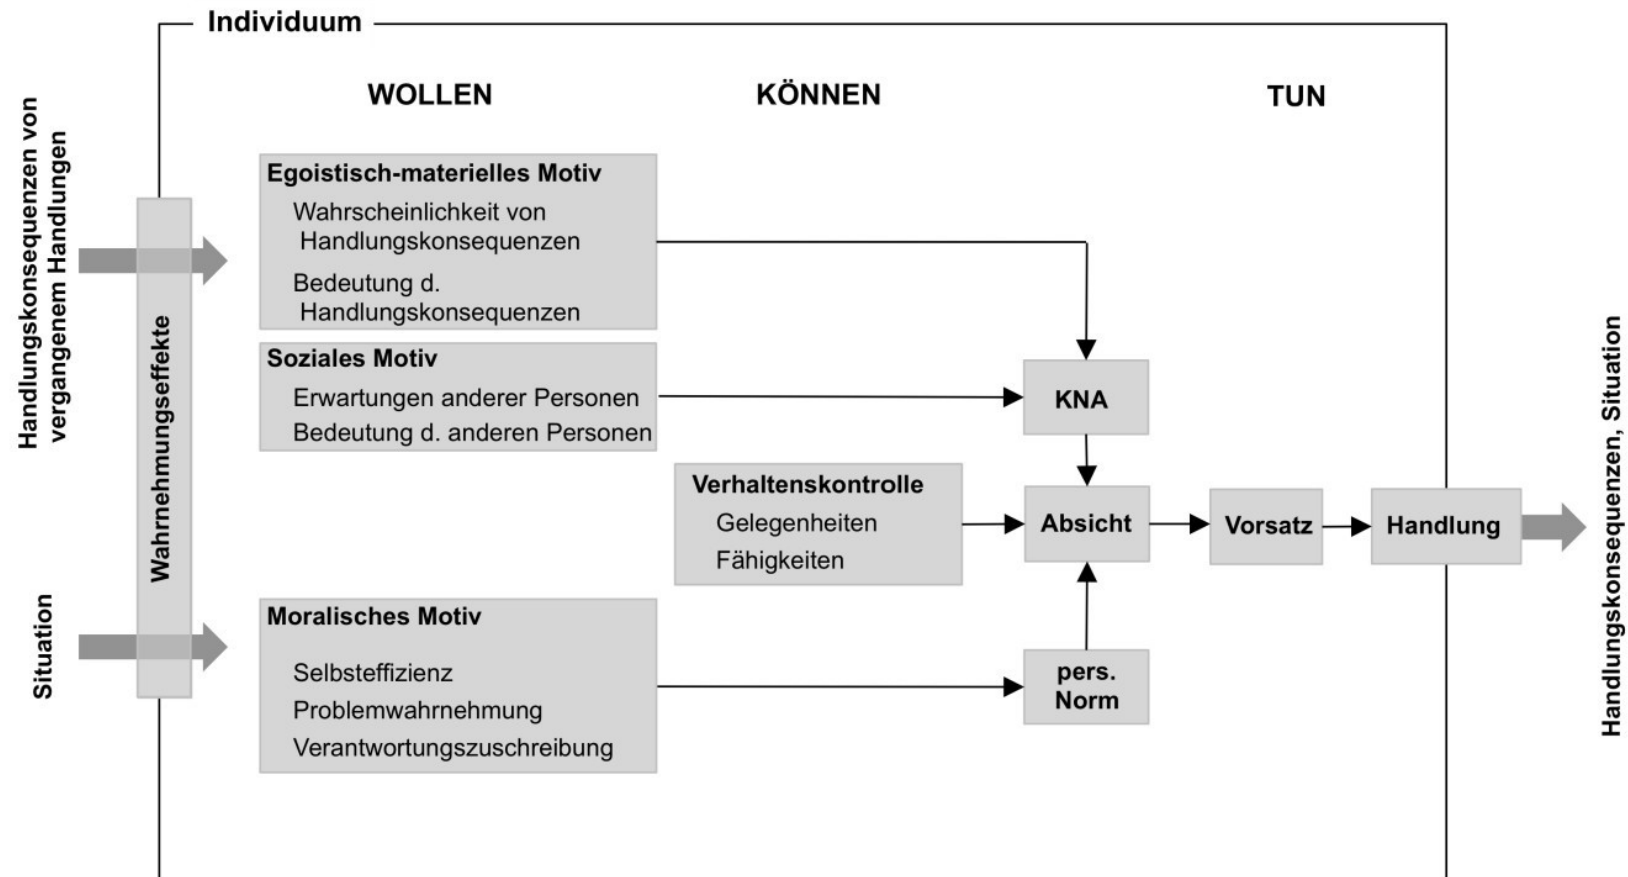 Individuum
WOLLEN
KÖNNEN
TUN
Handlungskonsequenzen von
vergangenem Handlungen
Situation
Wahrnehmungseffekte
Egoistisch-materielles Motiv
Wahrscheinlichkeit von
Handlungskonsequenzen
Bedeutung d.
Handlungskonsequenzen
Soziales Motiv
Erwartungen anderer Personen
Bedeutung d. anderen Personen
Moralisches Motiv
Selbsteffizienz
Problemwahrnehmung
Verantwortungszuschreibung
Verhaltenskontrolle
Gelegenheiten
Fähigkeiten
KNA
Absicht
pers.
Norm
Vorsatz
Handlung
Handlungskonsequenzen, Situation